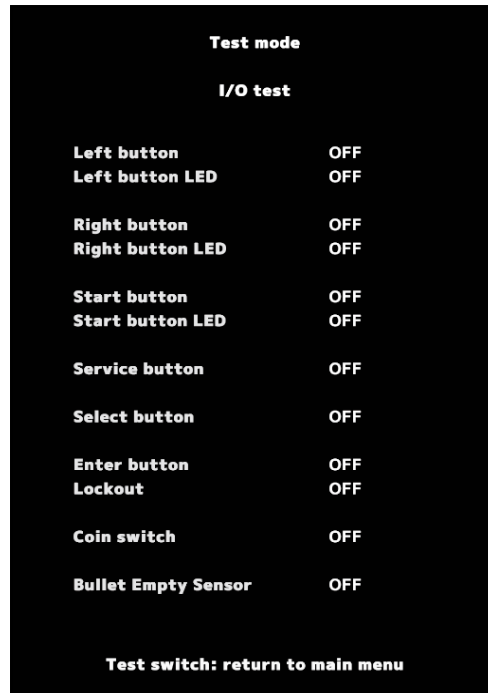 Test mode
I/O test
Left button OFF
Left button LED OFF
Right button OFF
Right button LED OFF
Start button OFF
Start button LED OFF
Service button OFF
Select button OFF
Enter button OFF
Lockout OFF
Coin switch OFF
Bullet Empty Sensor OFF
Test switch: return to main menu